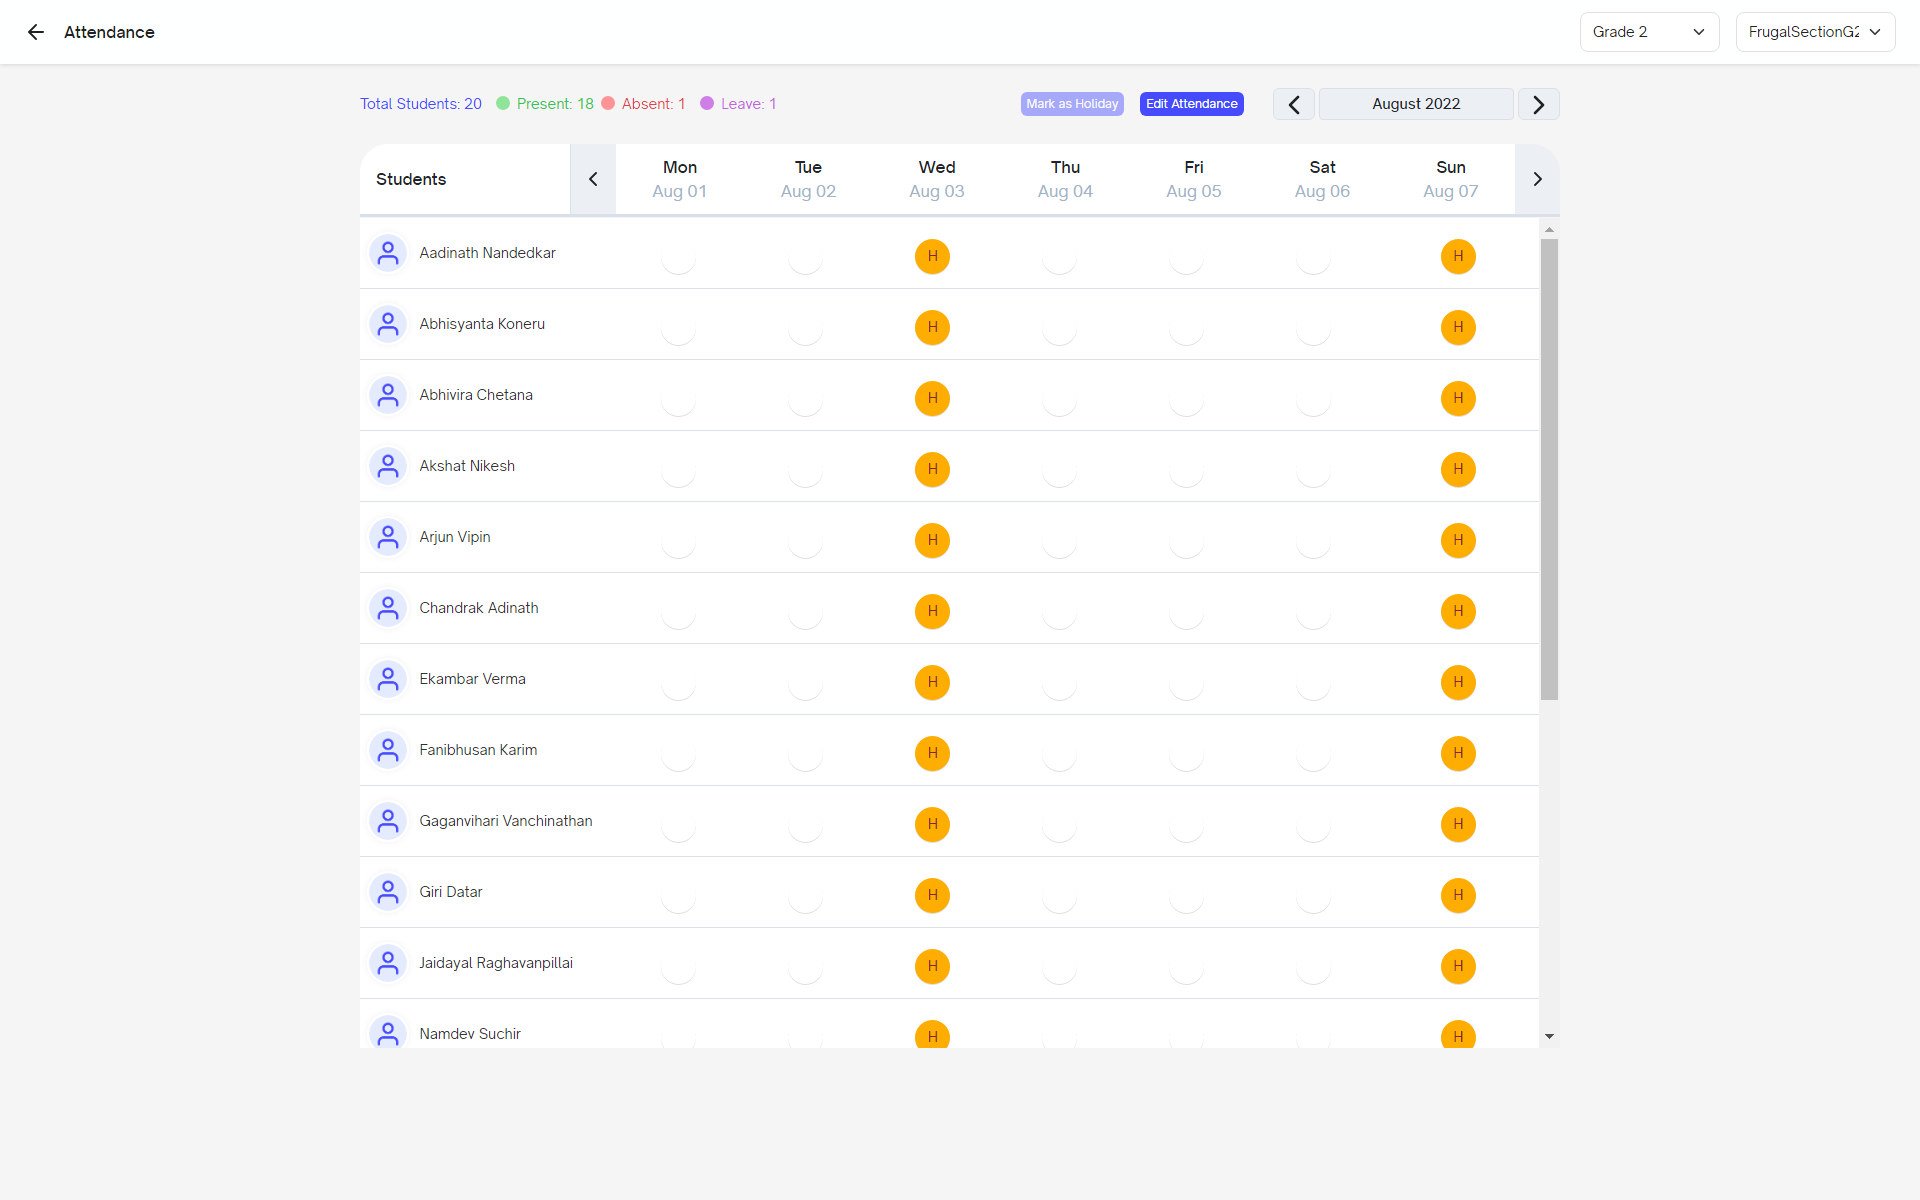 Attendance
Grade 2
FrugalSectionG2
Total Students: 20 Present: 18 Absent: 1 Leave: 1
Mark as Holiday
Edit Attendance
August 2022
Students
Mon Tue Wed Thu Fri Sat Sun
Aug 01 Aug 02 Aug 03 Aug 04 Aug 05 Aug 06 Aug 07
Aadinath Nandedkar H H
Abhisyanta Koneru H H
Abhivira Chetana H H
Akshat Nikesh H H
Arjun Vipin H H
Chandrak Adinath H H
Ekambar Verma H H
Fanibhusan Karim H H
Gaganvihari Vanchinathan H H
Giri Datar H H
Jaidayal Raghavanpillai H H
Namdev Suchir H H